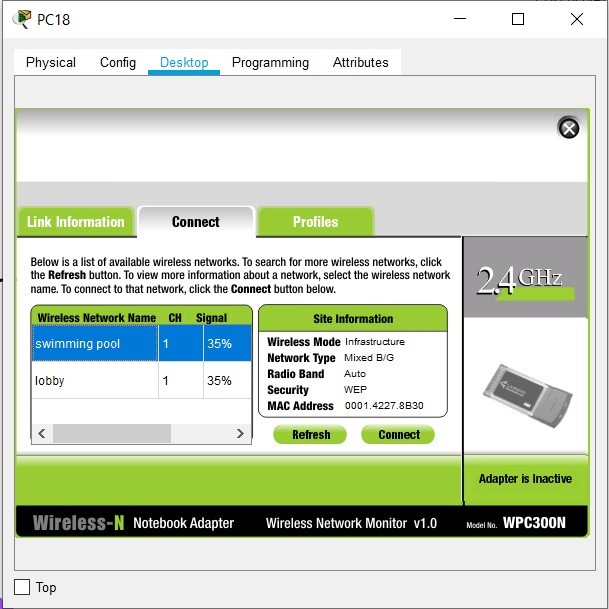 PC18
Physical Config Desktop Programming Attributes
Link Information Connect Profiles
Below is a list of available wireless networks. To search for more wireless networks, click
the Refresh button. To view more information about a network, select the wireless network
name. To connect to that network, click the Connect button below.
2.4GHz
Wireless Network Name CH Signal
swimming pool 1 35%
lobby 1 35%
Site Information
Wireless Mode Infrastructure
Network Type Mixed B/G
Radio Band Auto
Security WEP
MAC Address 0001.4227.8B30
Refresh Connect
Adapter is Inactive
Wireless-N Notebook Adapter Wireless Network Monitor v1.0 Model No. WPC300N
Top